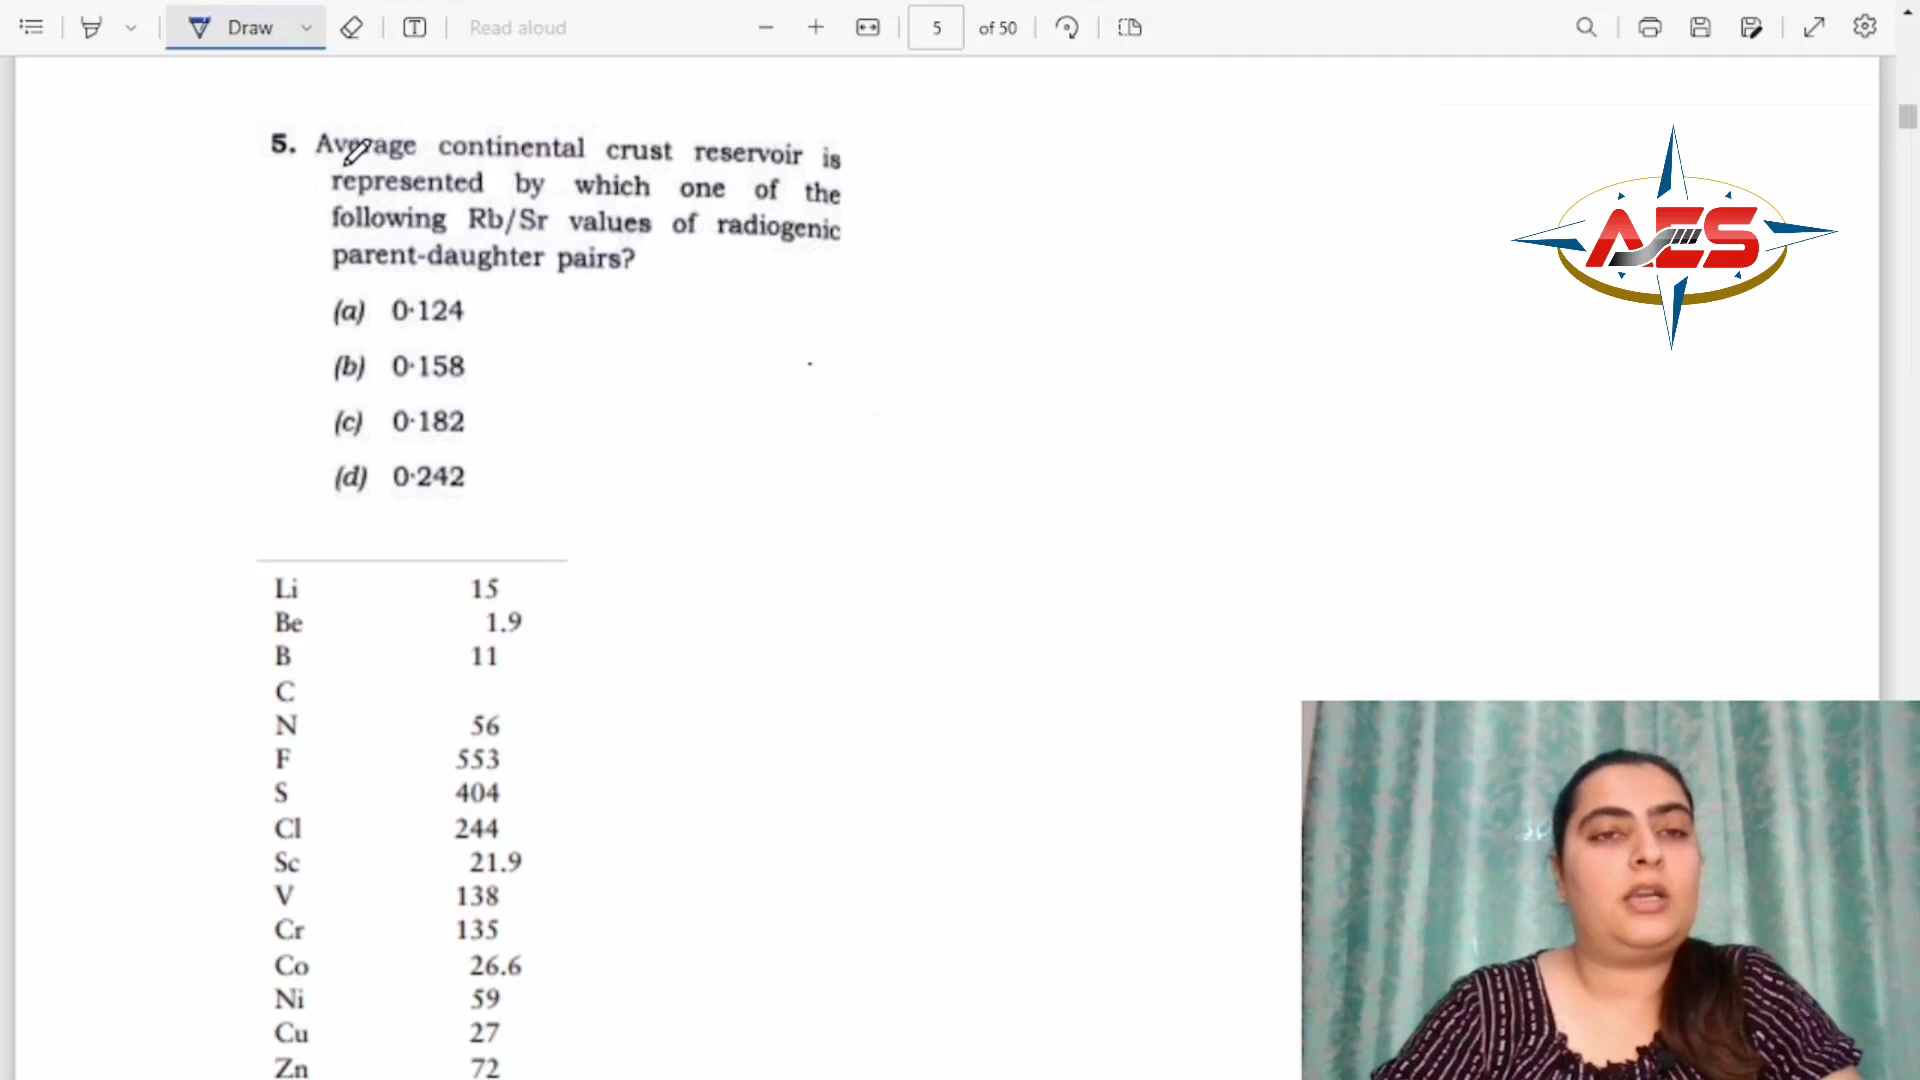 Draw
Read aloud
5
of 50
5. Average continental crust reservoir is
represented by which one of the
following Rb/Sr values of radiogenic
parent-daughter pairs?
(a) 0·124
(b) 0·158
(c) 0·182
(d) 0·242
AES
Li 15
Be 1.9
B 11
C
N 56
F 553
S 404
Cl 244
Sc 21.9
V 138
Cr 135
Co 26.6
Ni 59
Cu 27
Zn 72